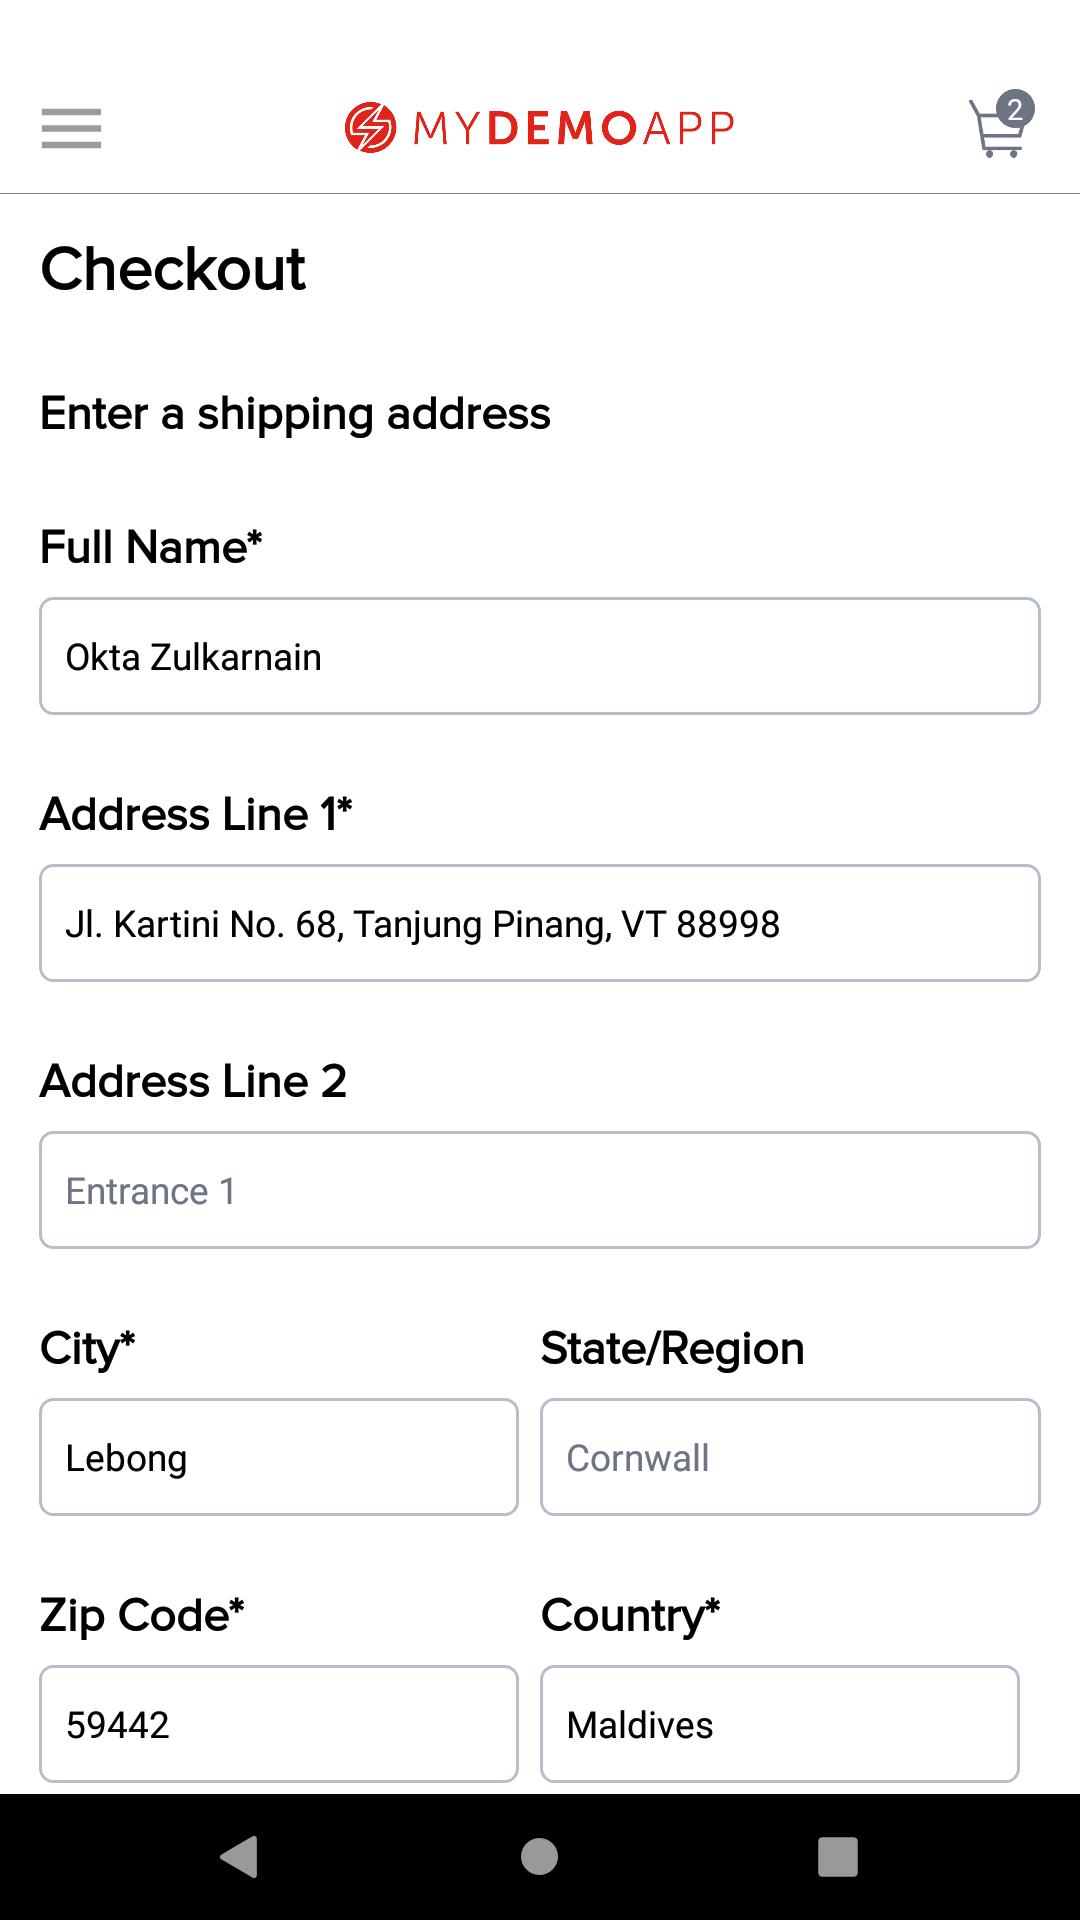 MYDEMOAPP
2
Checkout
Enter a shipping address
Full Name*
Okta Zulkarnain
Address Line 1*
Jl. Kartini No. 68, Tanjung Pinang, VT 88998
Address Line 2
Entrance 1
City*
State/Region
Lebong
Cornwall
Zip Code*
Country*
59442
Maldives